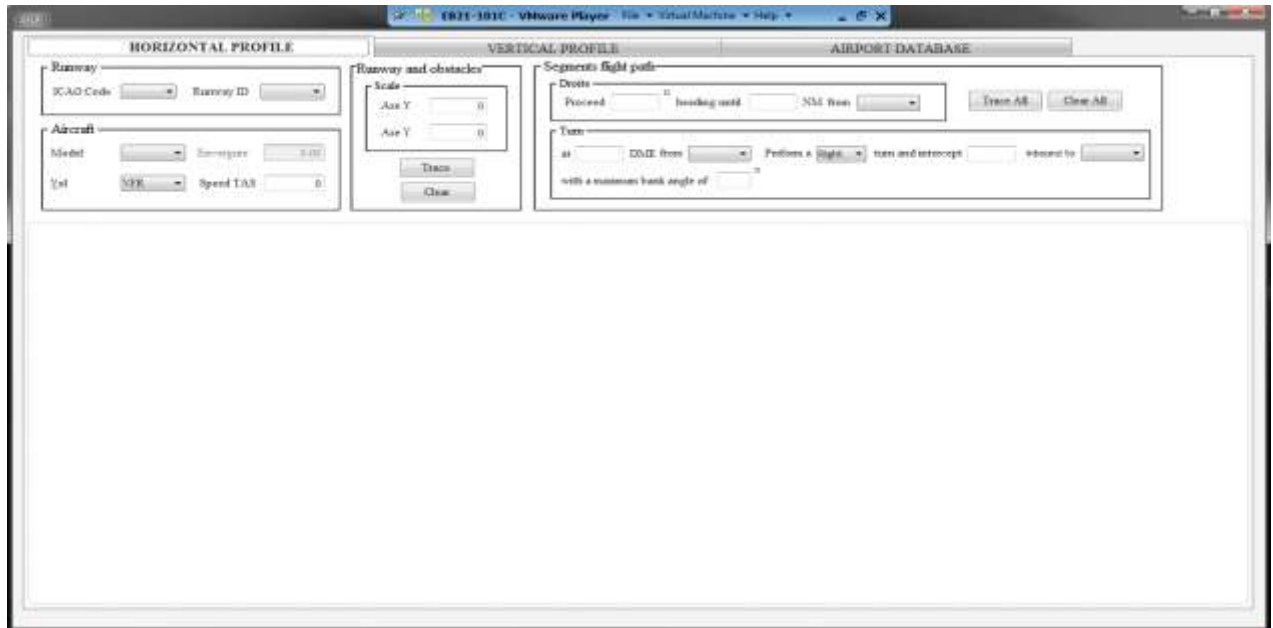 EB21-101C - VMware Player File Virtual Machine Help
HORIZONTAL PROFILE VERTICAL PROFILE AIRPORT DATABASE
Runway
ICAO Code Runway ID
Aircraft
Model Envergure 0.00
Vol VFR Speed TAS 0
Runway and obstacles
Scale
Axe Y 0
Axe Y 0
Trace
Clear
Segments flight path
Droits
Proceed ° heading until NM from
Trace All Clear All
Turn
at DME from Perform a Right turn and intercept inbound to
with a maximum bank angle of °